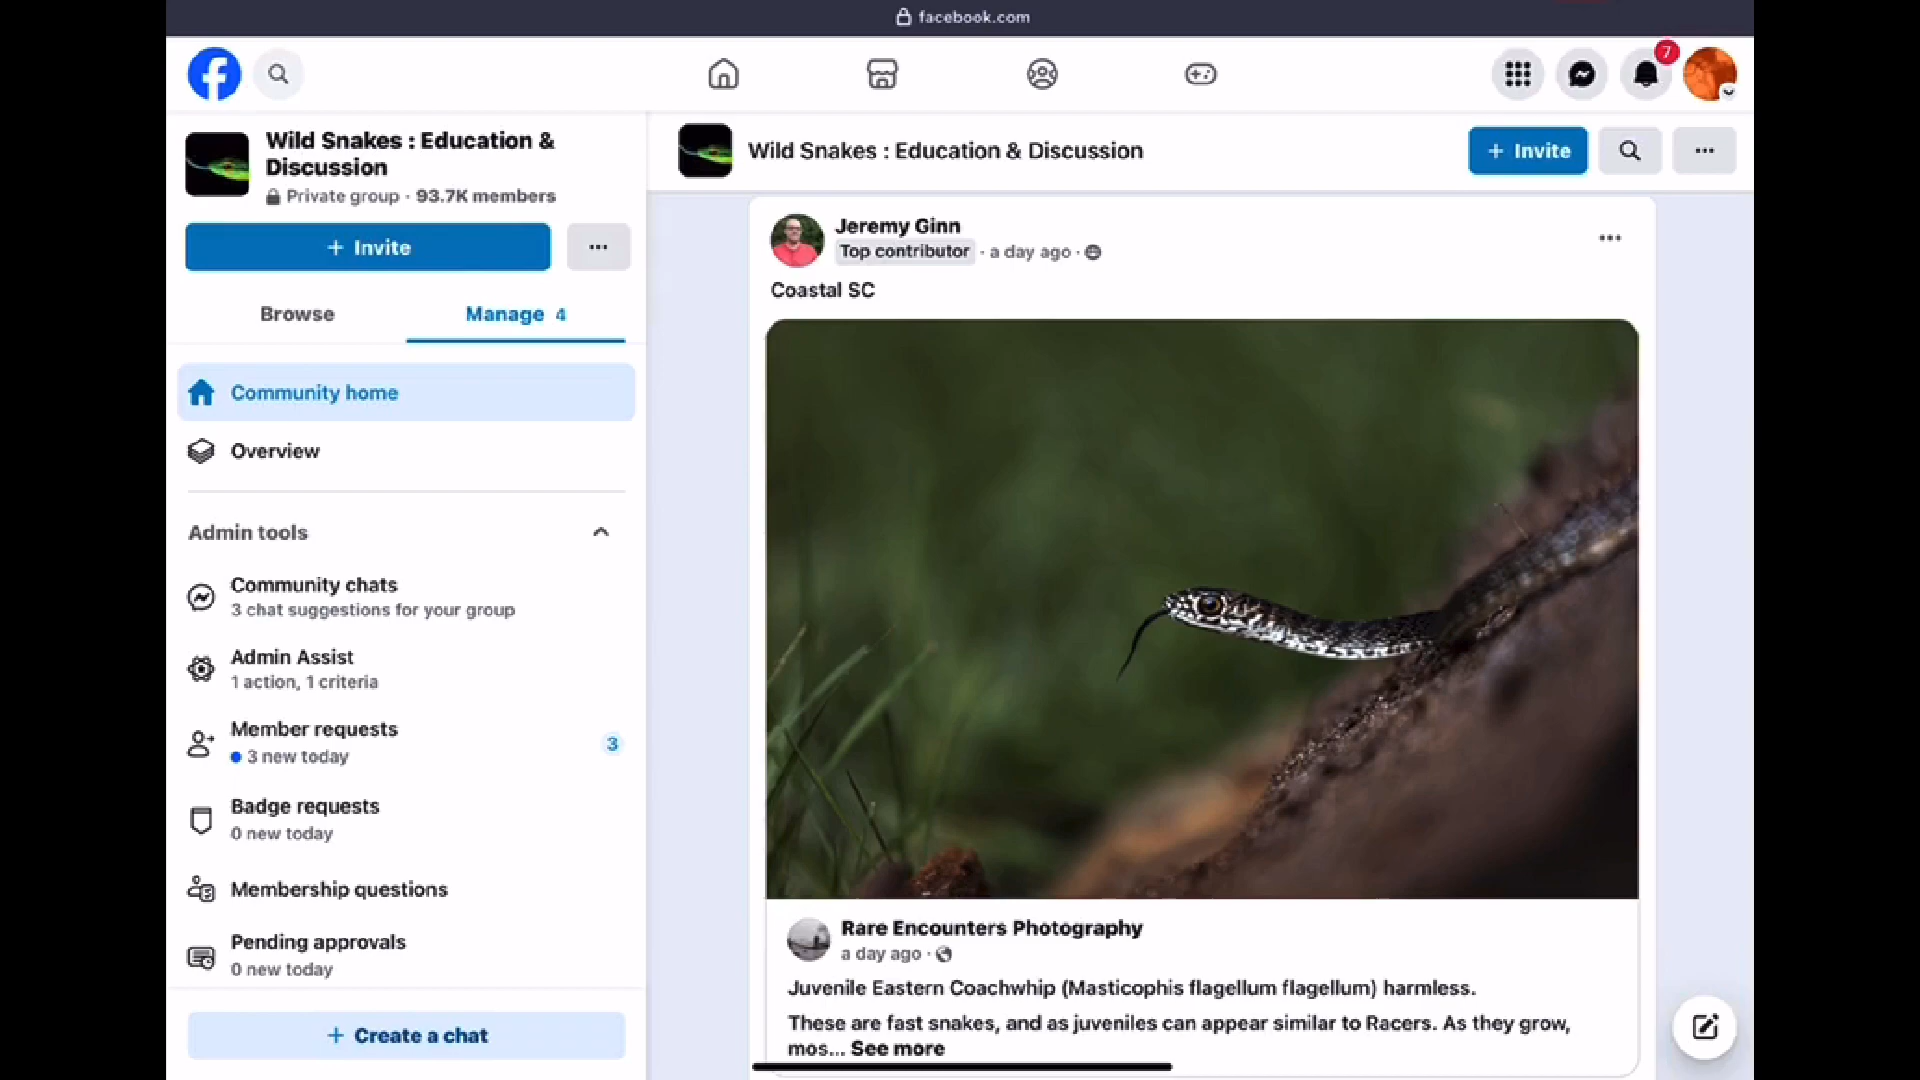 facebook.com
7
Wild Snakes : Education &
Discussion
Private group · 93.7K members
+ Invite
Browse
Manage 4
Community home
Overview
Admin tools
Community chats
3 chat suggestions for your group
Admin Assist
1 action, 1 criteria
Member requests
3 new today
3
Badge requests
0 new today
Membership questions
Pending approvals
0 new today
+ Create a chat
Wild Snakes : Education & Discussion
+ Invite
Jeremy Ginn
Top contributor · a day ago ·
Coastal SC
Rare Encounters Photography
a day ago ·
Juvenile Eastern Coachwhip (Masticophis flagellum flagellum) harmless.
These are fast snakes, and as juveniles can appear similar to Racers. As they grow,
mos... See more